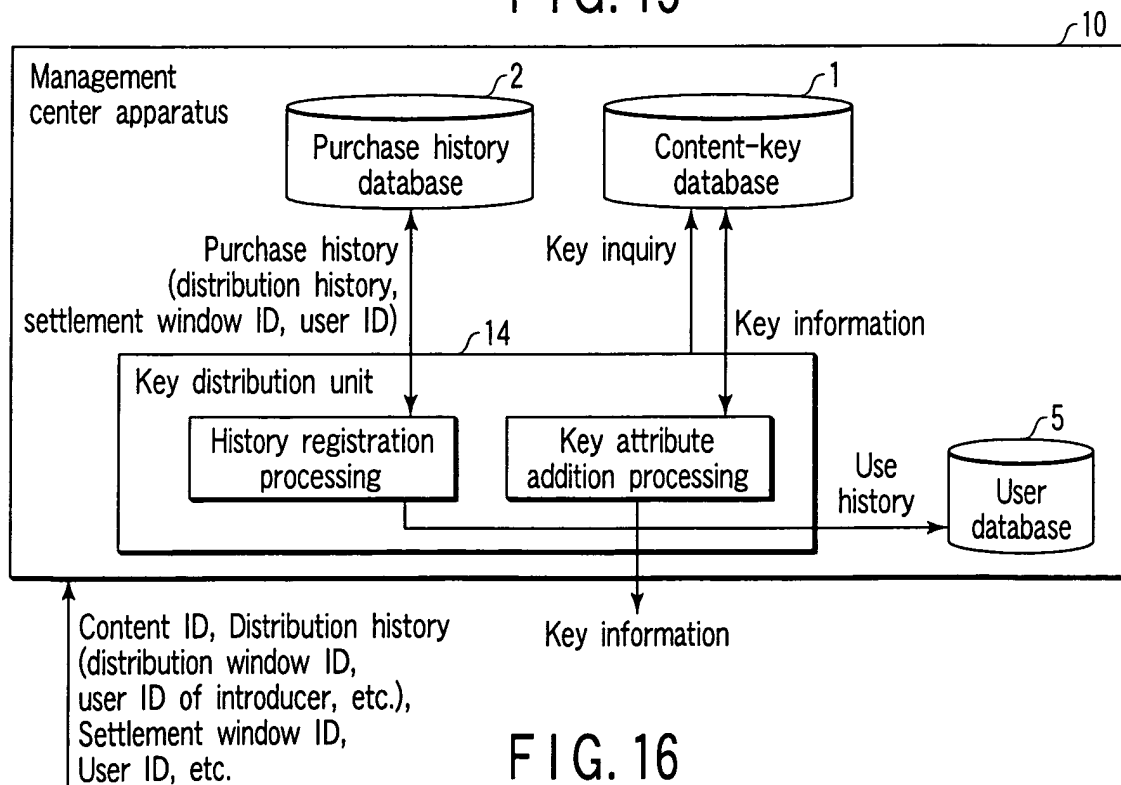 FIG. 15
10
Management
center apparatus
2
Purchase history
database
1
Content-key
database
Purchase history
(distribution history,
settlement window ID, user ID)
Key inquiry
Key information
14
Key distribution unit
History registration
processing
Key attribute
addition processing
Use
history
5
User
database
Content ID, Distribution history
(distribution window ID,
user ID of introducer, etc.),
Settlement window ID,
User ID, etc.
Key information
FIG. 16